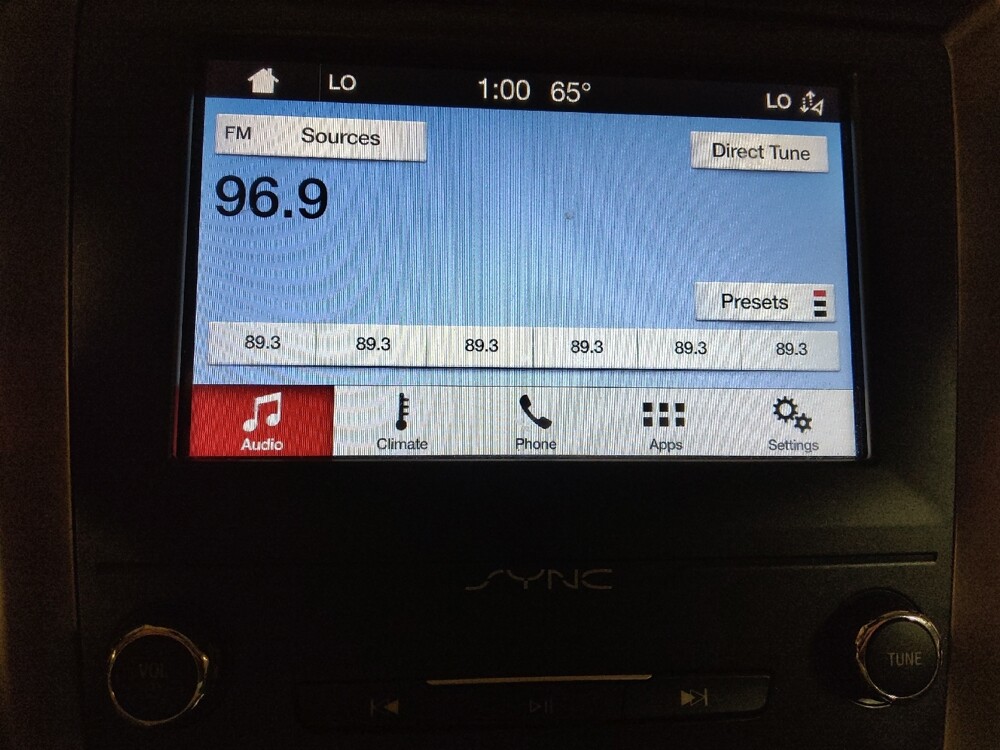 LO 1:00 65° LO
FM Sources
Direct Tune
96.9
Presets
89.3 89.3 89.3 89.3 89.3 89.3
Audio Climate Phone Apps Settings
SYNC
VOL
TUNE